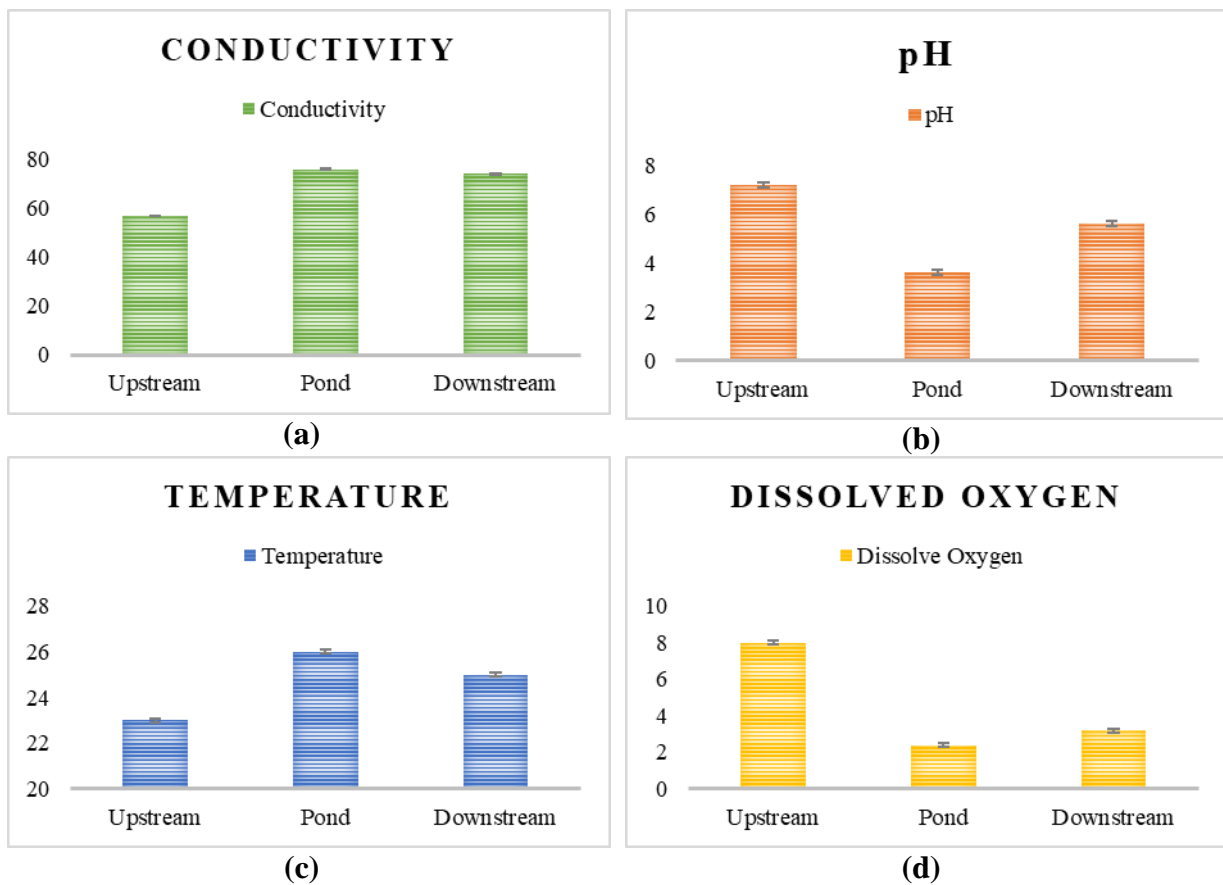 CONDUCTIVITY
Conductivity
80
60
40
20
0
Upstream Pond Downstream
(a)
pH
pH
8
6
4
2
0
Upstream Pond Downstream
(b)
TEMPERATURE
Temperature
28
26
24
22
20
Upstream Pond Downstream
(c)
DISSOLVED OXYGEN
Dissolve Oxygen
10
8
6
4
2
0
Upstream Pond Downstream
(d)